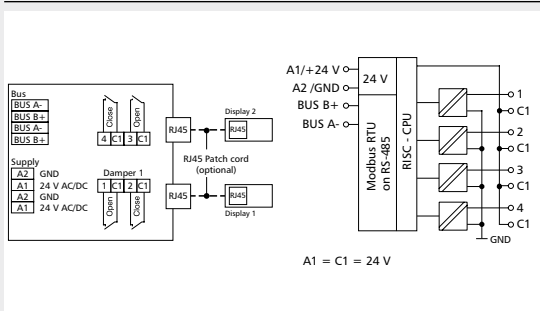 Bus
BUS A-
BUS B+
BUS A-
BUS B+
Close
Open
4 C1 3 C1
Supply
A2 GND
A1 24 V AC/DC
A2 GND
A1 24 V AC/DC
Damper 1
1 C1 2 C1
Open
Close
RJ45
RJ45
RJ45 Patch cord
(optional)
Display 2
RJ45
RJ45
Display 1
A1/+24 V
A2 /GND
BUS B+
BUS A-
24 V
Modbus RTU
on RS-485
RISC - CPU
1
C1
2
C1
3
C1
4
C1
GND
A1 = C1 = 24 V